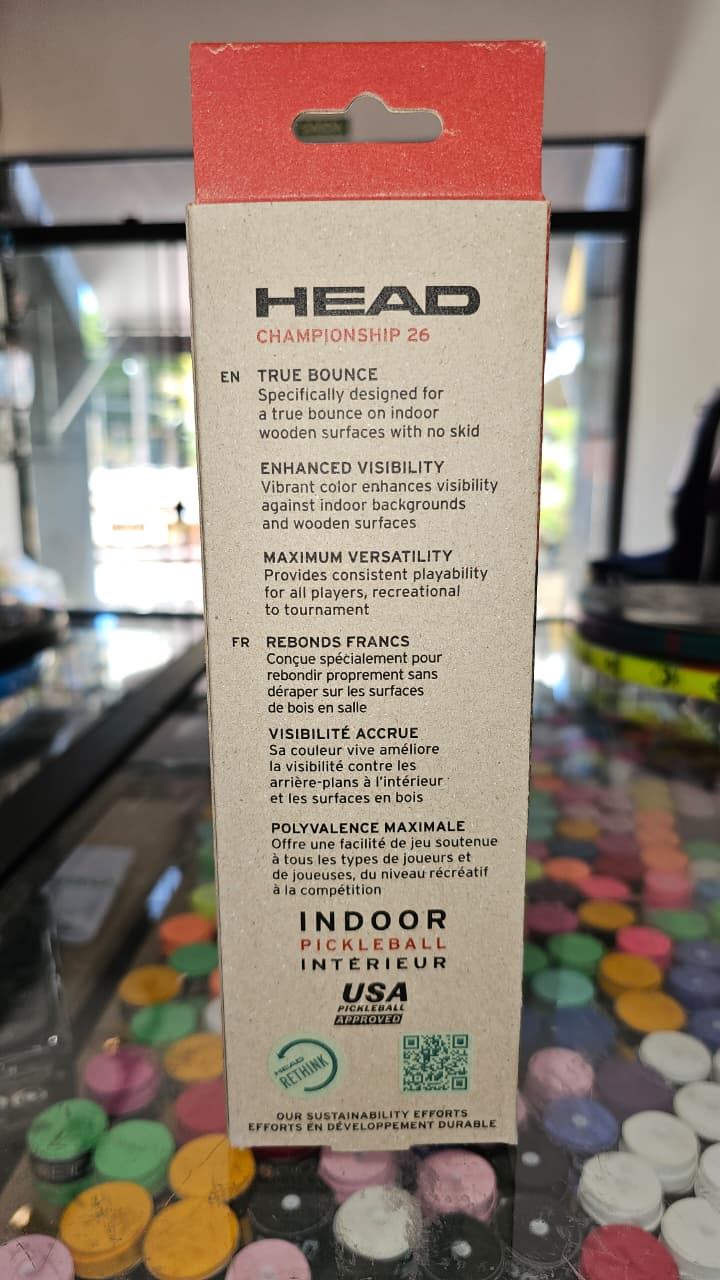 HEAD
CHAMPIONSHIP 26
EN TRUE BOUNCE
Specifically designed for
a true bounce on indoor
wooden surfaces with no skid
ENHANCED VISIBILITY
Vibrant color enhances visibility
against indoor backgrounds
and wooden surfaces
MAXIMUM VERSATILITY
Provides consistent playability
for all players, recreational
to tournament
FR REBONDS FRANCS
Conçue spécialement pour
rebondir proprement sans
déraper sur les surfaces
de bois en salle
VISIBILITÉ ACCRUE
Sa couleur vive améliore
la visibilité contre les
arrière-plans à l'intérieur
et les surfaces en bois
POLYVALENCE MAXIMALE
Offre une facilité de jeu soutenue
à tous les types de joueurs et
de joueuses, du niveau récréatif
à la compétition
INDOOR
PICKLEBALL
INTÉRIEUR
USA
PICKLEBALL
APPROVED
HEAD
RETHINK
OUR SUSTAINABILITY EFFORTS
EFFORTS EN DÉVELOPPEMENT DURABLE